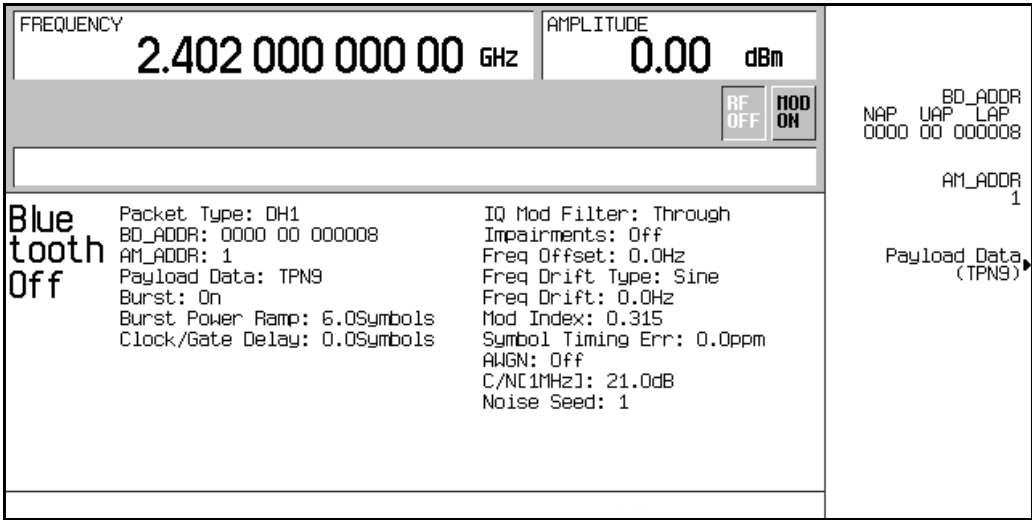 FREQUENCY
2.402 000 000 00 GHz
AMPLITUDE
0.00 dBm
RF
OFF
MOD
ON
Blue
tooth
Off
Packet Type: DH1
BD_ADDR: 0000 00 000008
AM_ADDR: 1
Payload Data: TPN9
Burst: On
Burst Power Ramp: 6.0Symbols
Clock/Gate Delay: 0.0Symbols
IQ Mod Filter: Through
Impairments: Off
Freq Offset: 0.0Hz
Freq Drift Type: Sine
Freq Drift: 0.0Hz
Mod Index: 0.315
Symbol Timing Err: 0.0ppm
AWGN: Off
C/N[1MHz]: 21.0dB
Noise Seed: 1
BD_ADDR
NAP UAP LAP
0000 00 000008
AM_ADDR
1
Payload Data
(TPN9)